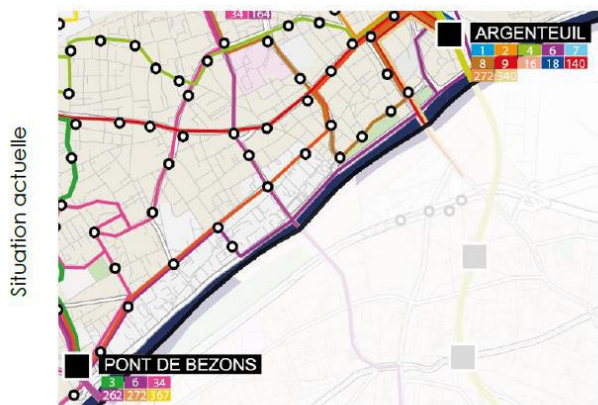 Situation actuelle
34 164
ARGENTEUIL
1 2 4 6 7
8 9 16 18 140
272 340
PONT DE BEZONS
3 6 34
262 272 367